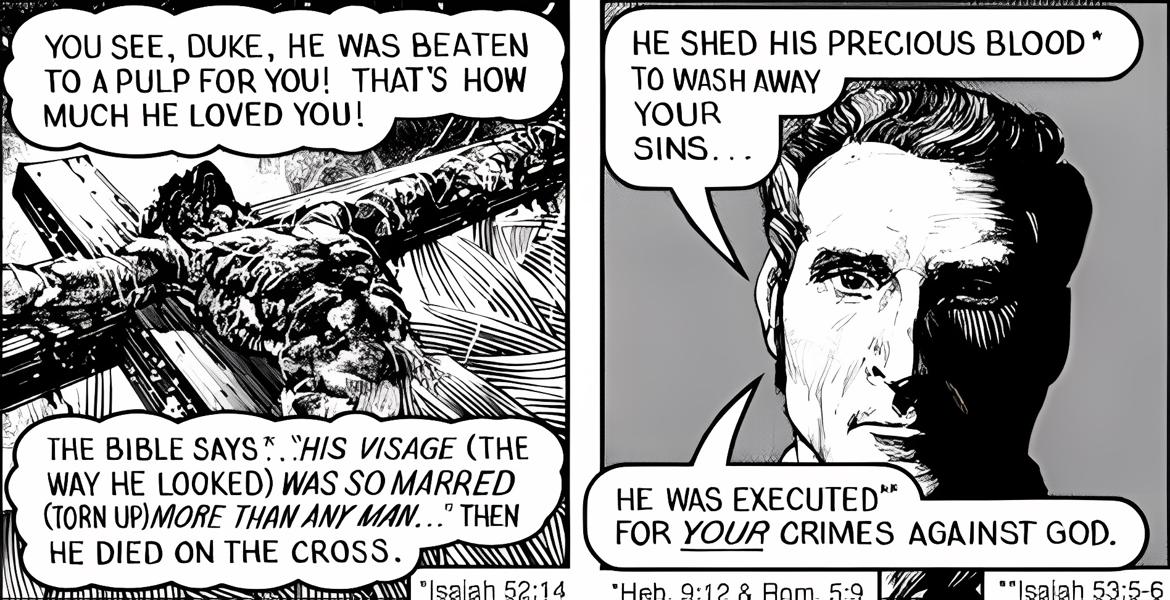 YOU SEE, DUKE, HE WAS BEATEN
TO A PULP FOR YOU! THAT'S HOW
MUCH HE LOVED YOU!
THE BIBLE SAYS*..."HIS VISAGE (THE
WAY HE LOOKED) WAS SO MARRED
(TORN UP) MORE THAN ANY MAN..." THEN
HE DIED ON THE CROSS.
*Isaiah 52:14
HE SHED HIS PRECIOUS BLOOD*
TO WASH AWAY
YOUR
SINS...
HE WAS EXECUTED**
FOR YOUR CRIMES AGAINST GOD.
*Heb. 9:12 & Rom. 5:9
**Isaiah 53:5-6